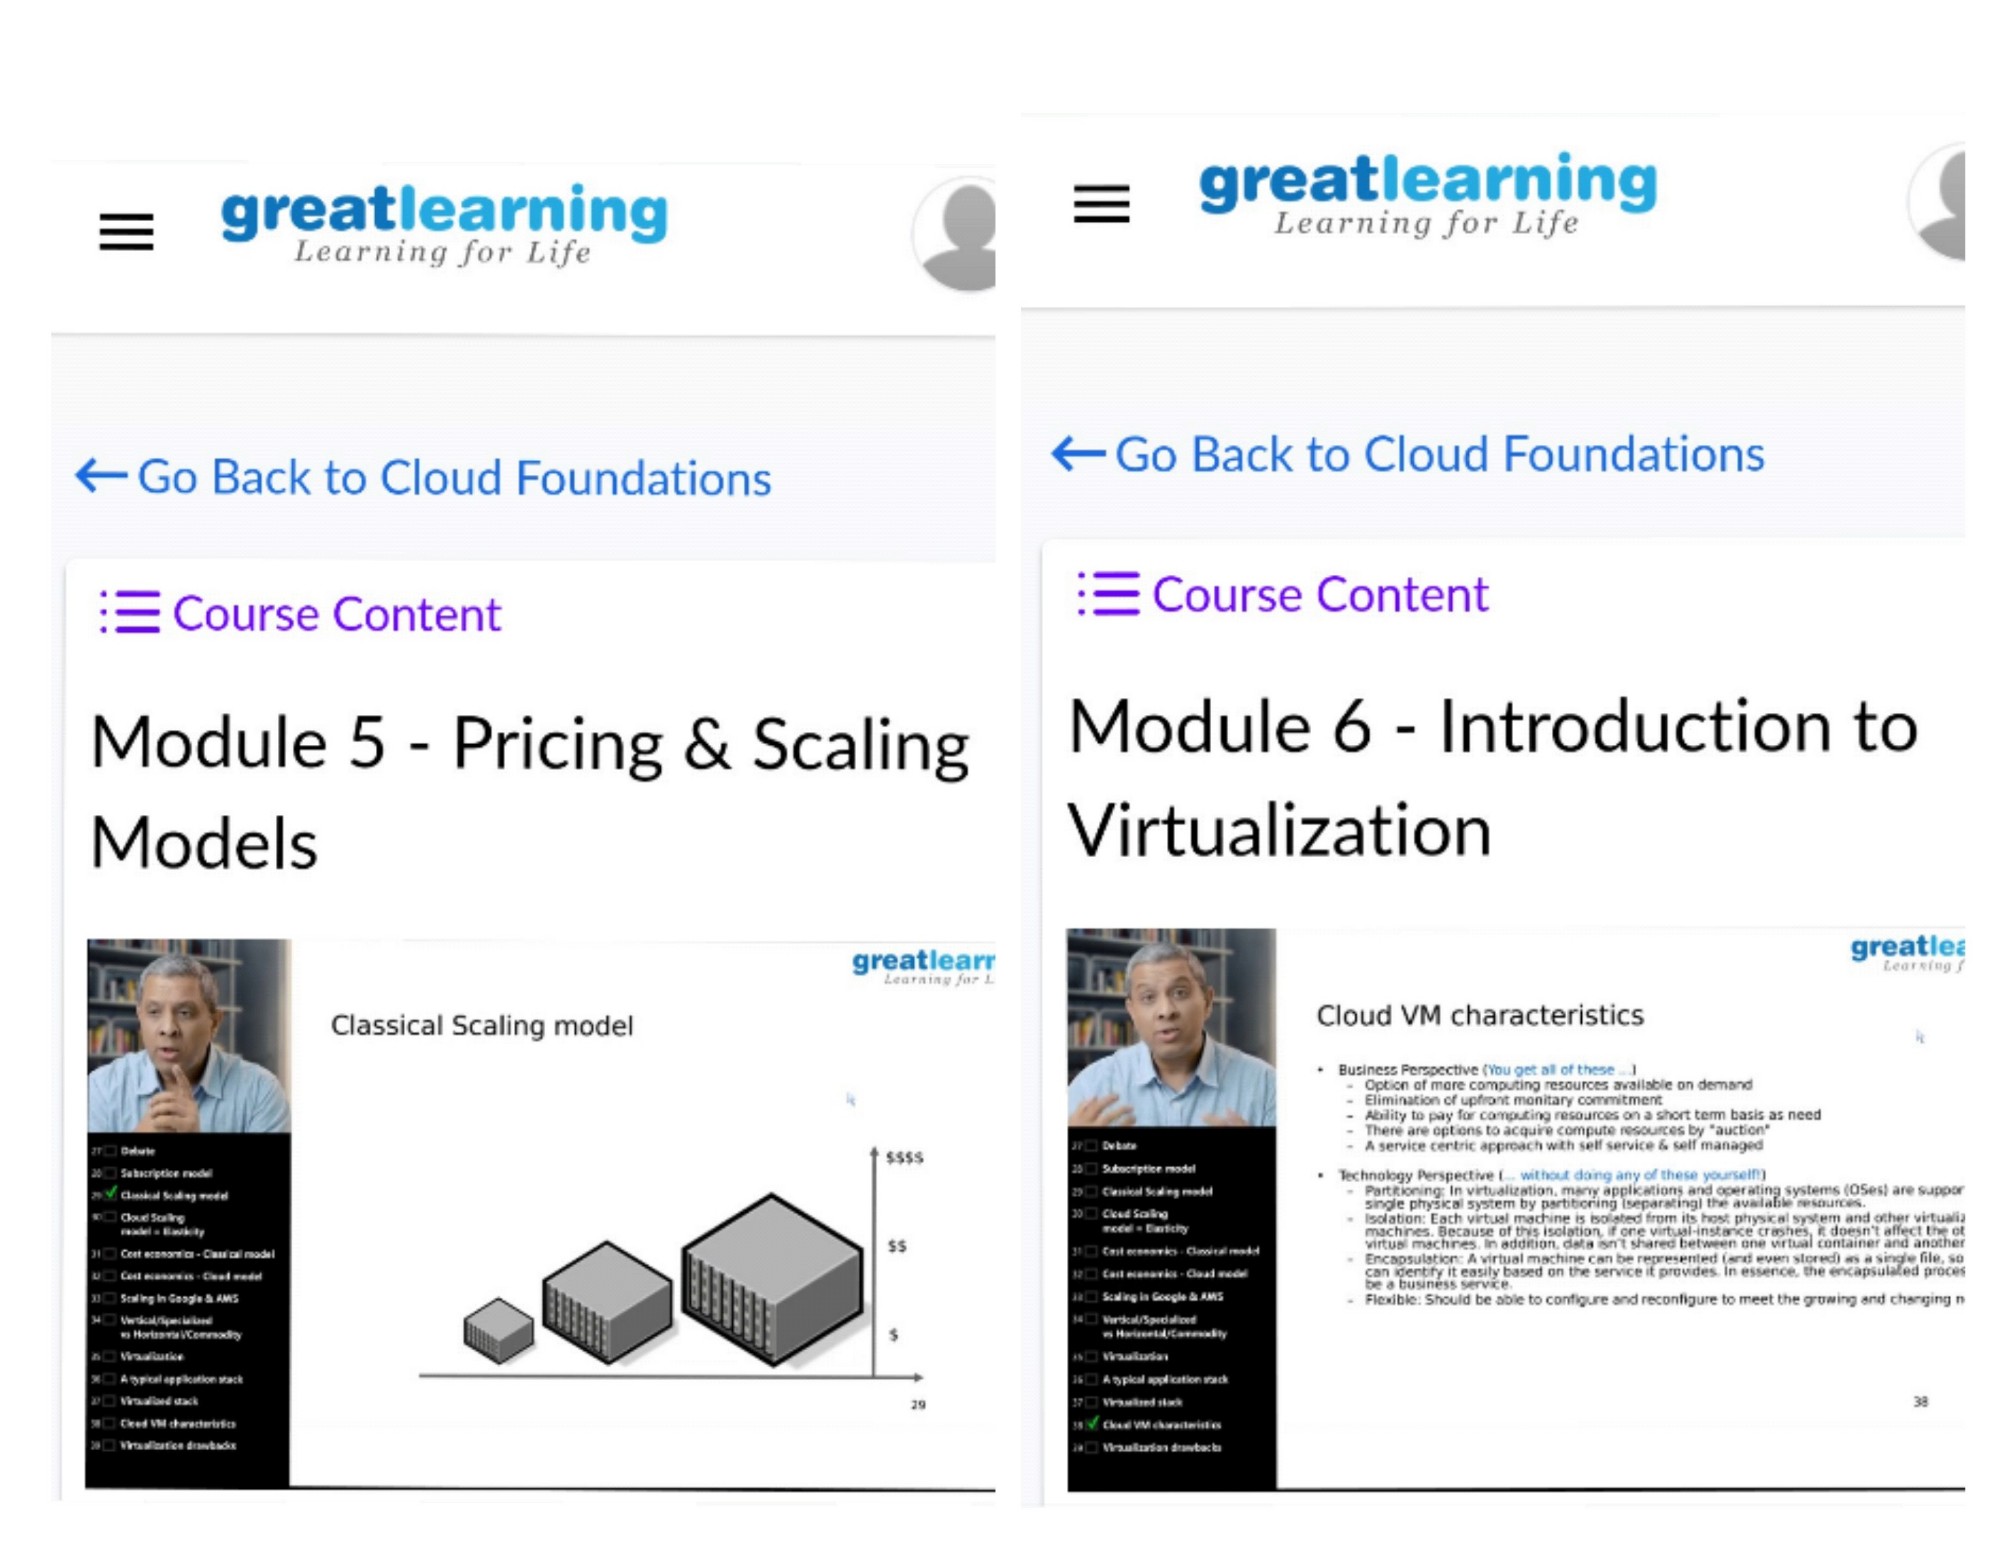 greatlearning
Learning for Life
Go Back to Cloud Foundations
Course Content
Module 5 - Pricing & Scaling
Models
greatlearn
Learning for L
Classical Scaling model
$$$$
$$
$
29
27 Debate
28 Subscription model
29 Classical Scaling model
30 Cloud Scaling
model = Elasticity
31 Cost economics - Classical model
32 Cost economics - Cloud model
33 Scaling in Google & AWS
34 Vertical/Specialized
vs Horizontal/Commodity
35 Virtualization
36 A typical application stack
37 Virtualized stack
38 Cloud VM characteristics
39 Virtualization drawbacks
greatlearning
Learning for Life
Go Back to Cloud Foundations
Course Content
Module 6 - Introduction to
Virtualization
greatlea
Learning f
Cloud VM characteristics
• Business Perspective (You get all of these ...)
– Option of more computing resources available on demand
– Elimination of upfront monitary commitment
– Ability to pay for computing resources on a short term basis as need
– There are options to acquire compute resources by "auction"
– A service centric approach with self service & self managed
• Technology Perspective (... without doing any of these yourself!)
– Partitioning: In virtualization, many applications and operating systems (OSes) are suppor
single physical system by partitioning (separating) the available resources.
– Isolation: Each virtual machine is isolated from its host physical system and other virtualiz
machines. Because of this isolation, if one virtual-instance crashes, it doesn't affect the ot
virtual machines. In addition, data isn't shared between one virtual container and another
– Encapsulation: A virtual machine can be represented (and even stored) as a single file, so
can identify it easily based on the service it provides. In essence, the encapsulated proces
be a business service.
– Flexible: Should be able to configure and reconfigure to meet the growing and changing n
38
27 Debate
28 Subscription model
29 Classical Scaling model
30 Cloud Scaling
model = Elasticity
31 Cost economics - Classical model
32 Cost economics - Cloud model
33 Scaling in Google & AWS
34 Vertical/Specialized
vs Horizontal/Commodity
35 Virtualization
36 A typical application stack
37 Virtualized stack
38 Cloud VM characteristics
39 Virtualization drawbacks